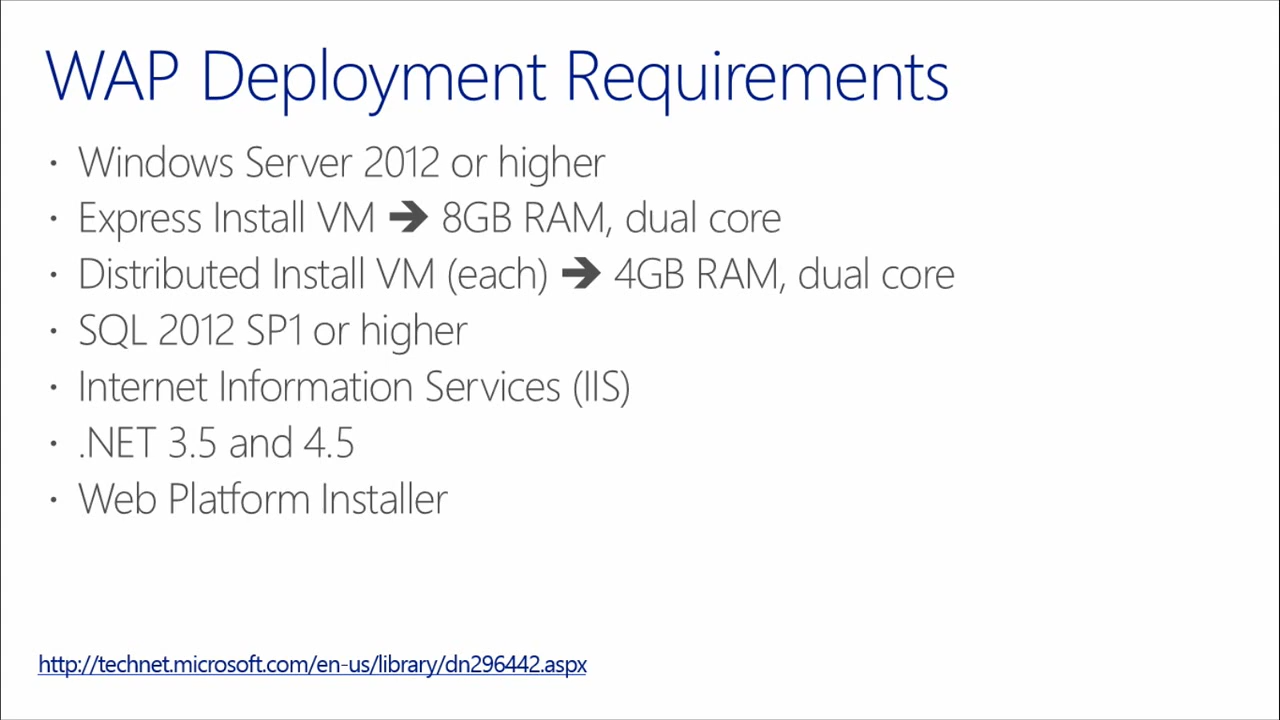 WAP Deployment Requirements
• Windows Server 2012 or higher
• Express Install VM 🡺 8GB RAM, dual core
• Distributed Install VM (each) 🡺 4GB RAM, dual core
• SQL 2012 SP1 or higher
• Internet Information Services (IIS)
• .NET 3.5 and 4.5
• Web Platform Installer
http://technet.microsoft.com/en-us/library/dn296442.aspx